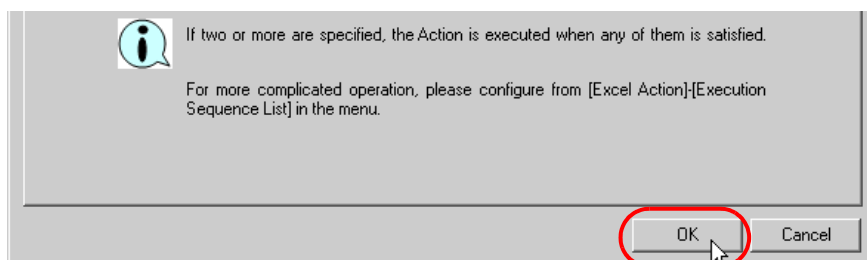 If two or more are specified, the Action is executed when any of them is satisfied.
For more complicated operation, please configure from [Excel Action]-[Execution
Sequence List] in the menu.
OK
Cancel